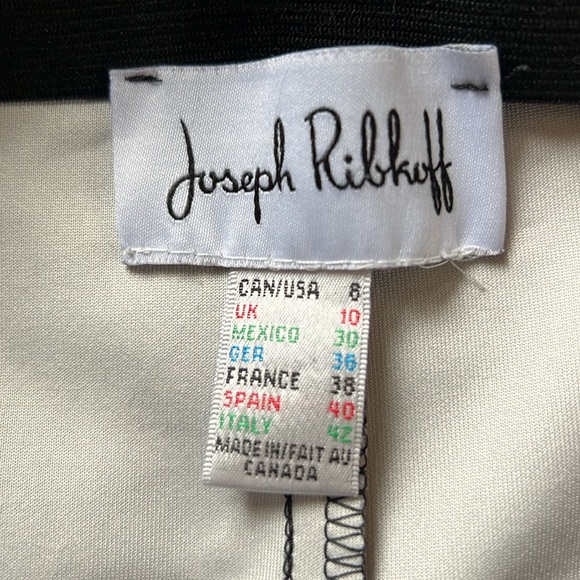 Joseph Ribkoff
CAN/USA 8
UK 10
MEXICO 30
GER 36
FRANCE 38
SPAIN 40
ITALY 42
MADE IN/FAIT AU
CANADA